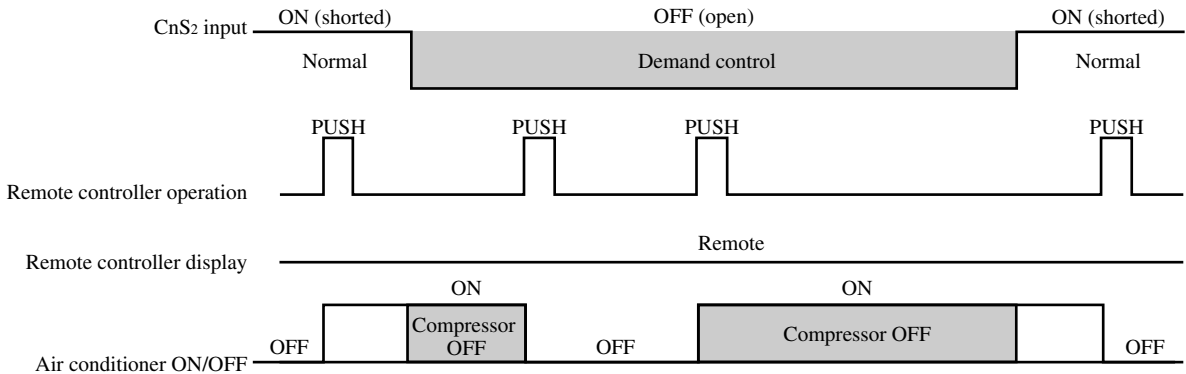 ON (shorted) OFF (open) ON (shorted)
CnS2 input
Normal Demand control Normal
PUSH PUSH PUSH PUSH
Remote controller operation
Remote
Remote controller display
ON ON
Compressor
OFF
Compressor OFF
OFF OFF OFF
Air conditioner ON/OFF